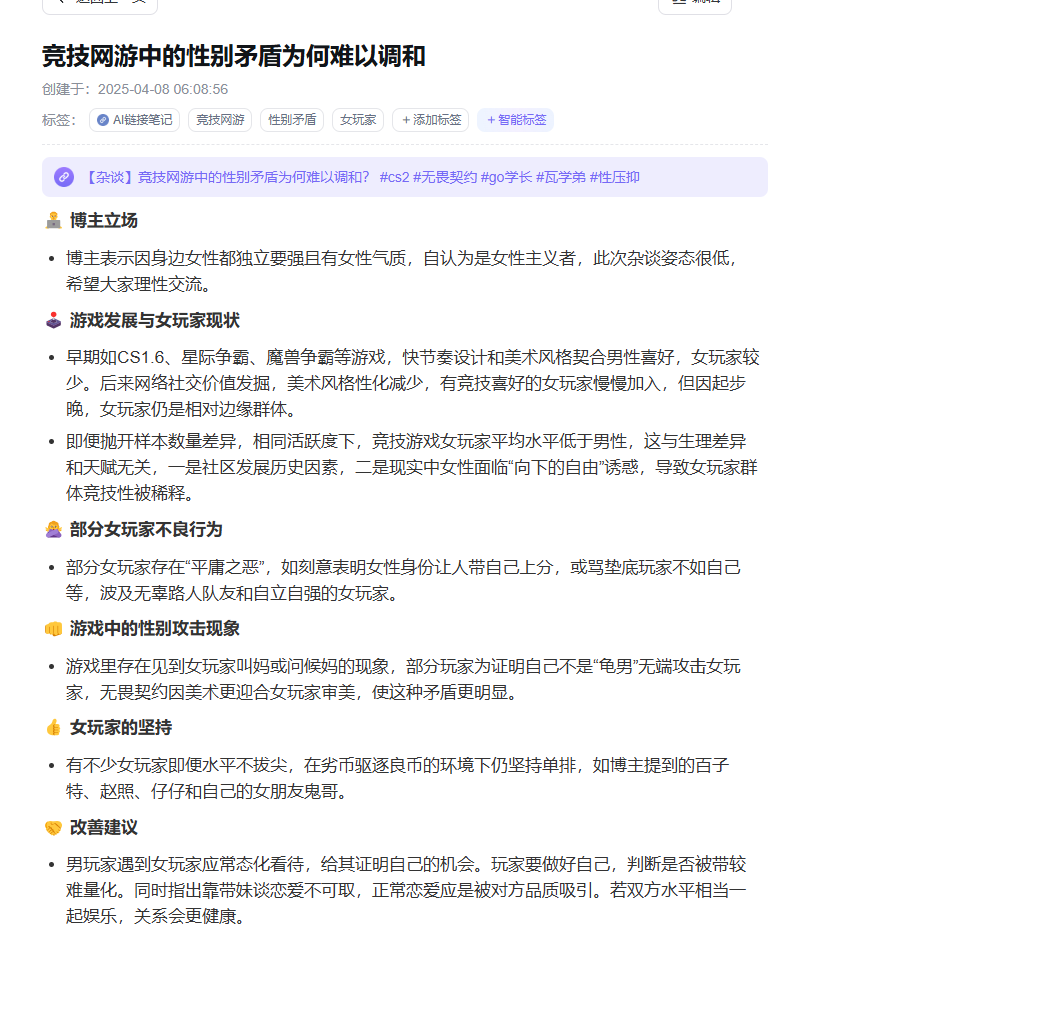 竞技网游中的性别矛盾为何难以调和
创建于：2025-04-08 06:08:56
标签： AI链接笔记 竞技网游 性别矛盾 女玩家 + 添加标签 + 智能标签
【杂谈】竞技网游中的性别矛盾为何难以调和？ #cs2 #无畏契约 #go学长 #瓦学弟 #性压抑
博主立场
• 博主表示因身边女性都独立要强且有女性气质，自认为是女性主义者，此次杂谈姿态很低，
希望大家理性交流。
游戏发展与女玩家现状
• 早期如CS1.6、星际争霸、魔兽争霸等游戏，快节奏设计和美术风格契合男性喜好，女玩家较
少。后来网络社交价值发掘，美术风格性化减少，有竞技喜好的女玩家慢慢加入，但因起步
晚，女玩家仍是相对边缘群体。
• 即便抛开样本数量差异，相同活跃度下，竞技游戏女玩家平均水平低于男性，这与生理差异
和天赋无关，一是社区发展历史因素，二是现实中女性面临“向下的自由”诱惑，导致女玩家群
体竞技性被稀释。
部分女玩家不良行为
• 部分女玩家存在“平庸之恶”，如刻意表明女性身份让人带自己上分，或骂垫底玩家不如自己
等，波及无辜路人队友和自立自强的女玩家。
游戏中的性别攻击现象
• 游戏里存在见到女玩家叫妈或问候妈的现象，部分玩家为证明自己不是“龟男”无端攻击女玩
家，无畏契约因美术更迎合女玩家审美，使这种矛盾更明显。
女玩家的坚持
• 有不少女玩家即便水平不拔尖，在劣币驱逐良币的环境下仍坚持单排，如博主提到的百子
特、赵照、仔仔和自己的女朋友鬼哥。
改善建议
• 男玩家遇到女玩家应常态化看待，给其证明自己的机会。玩家要做好自己，判断是否被带较
难量化。同时指出靠带妹谈恋爱不可取，正常恋爱应是被对方品质吸引。若双方水平相当一
起娱乐，关系会更健康。